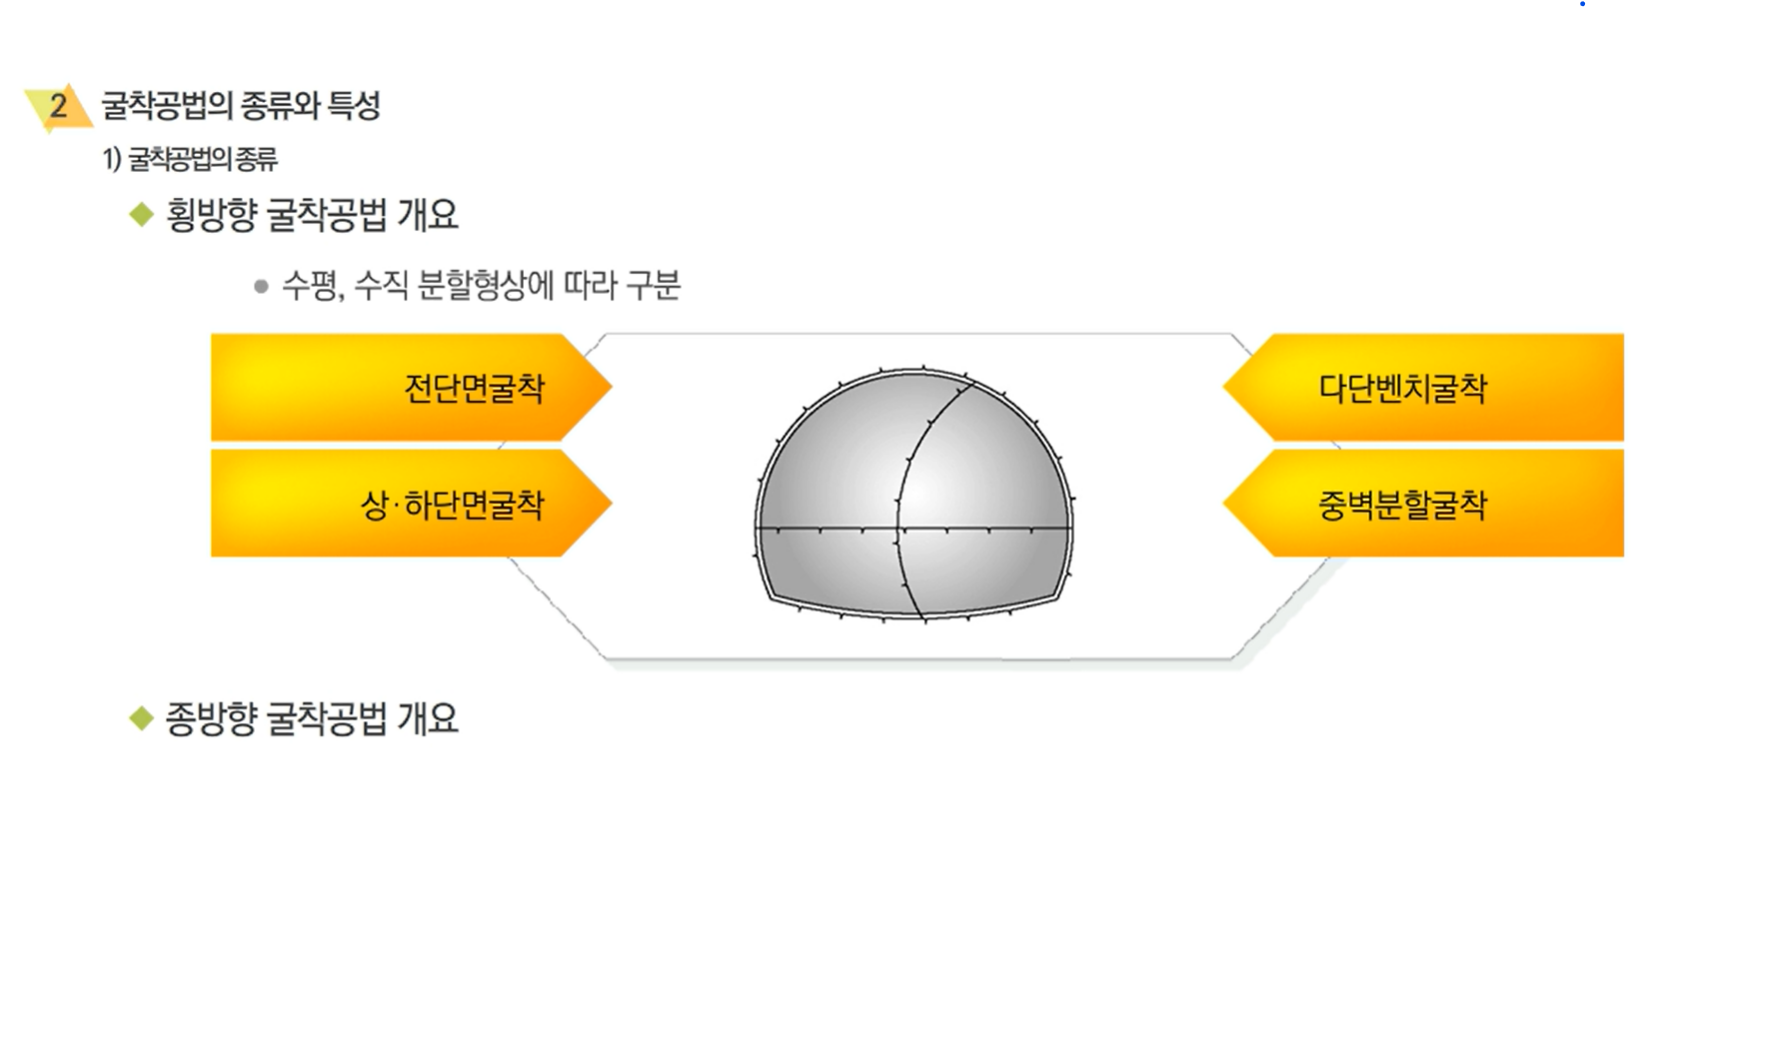 2 굴착공법의 종류와 특성
1) 굴착공법의 종류
◆ 횡방향 굴착공법 개요
● 수평, 수직 분할형상에 따라 구분
전단면굴착
상·하단면굴착
다단벤치굴착
중벽분할굴착
◆ 종방향 굴착공법 개요